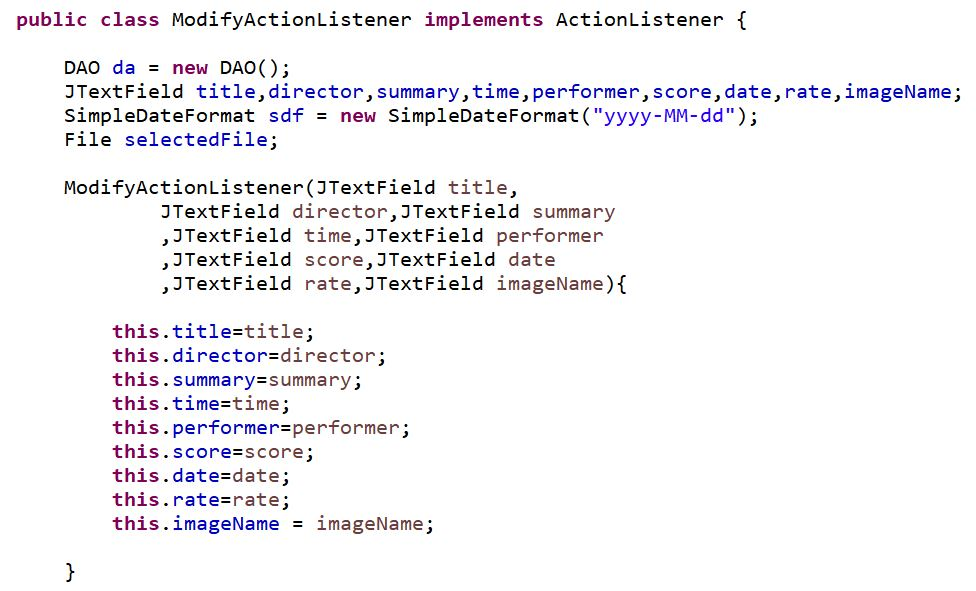 public class ModifyActionListener implements ActionListener {
DAO da = new DAO();
JTextField title,director,summary,time,performer,score,date,rate,imageName;
SimpleDateFormat sdf = new SimpleDateFormat("yyyy-MM-dd");
File selectedFile;
ModifyActionListener(JTextField title,
JTextField director,JTextField summary
,JTextField time,JTextField performer
,JTextField score,JTextField date
,JTextField rate,JTextField imageName){
this.title=title;
this.director=director;
this.summary=summary;
this.time=time;
this.performer=performer;
this.score=score;
this.date=date;
this.rate=rate;
this.imageName = imageName;
}